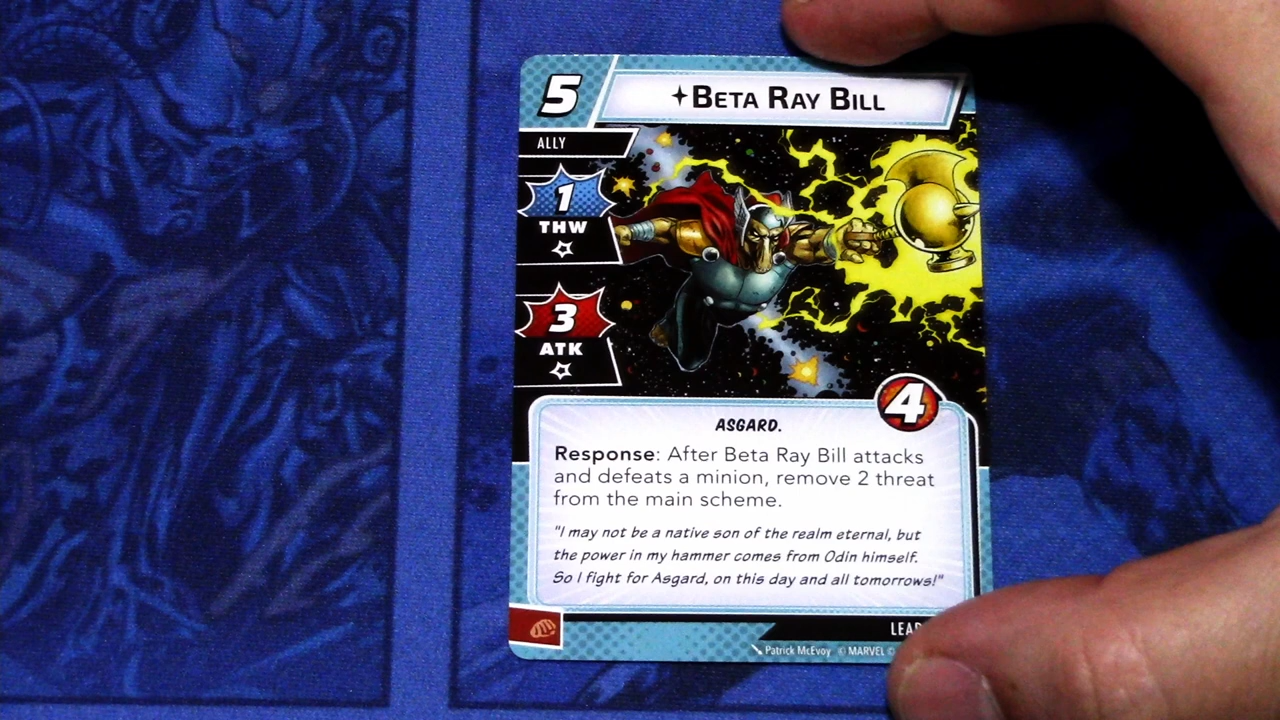 5
BETA RAY BILL
ALLY
1
THW
3
ATK
4
ASGARD.
Response: After Beta Ray Bill attacks
and defeats a minion, remove 2 threat
from the main scheme.
"I may not be a native son of the realm eternal, but
the power in my hammer comes from Odin himself.
So I fight for Asgard, on this day and all tomorrows!"
Patrick McEvoy © MARVEL ©